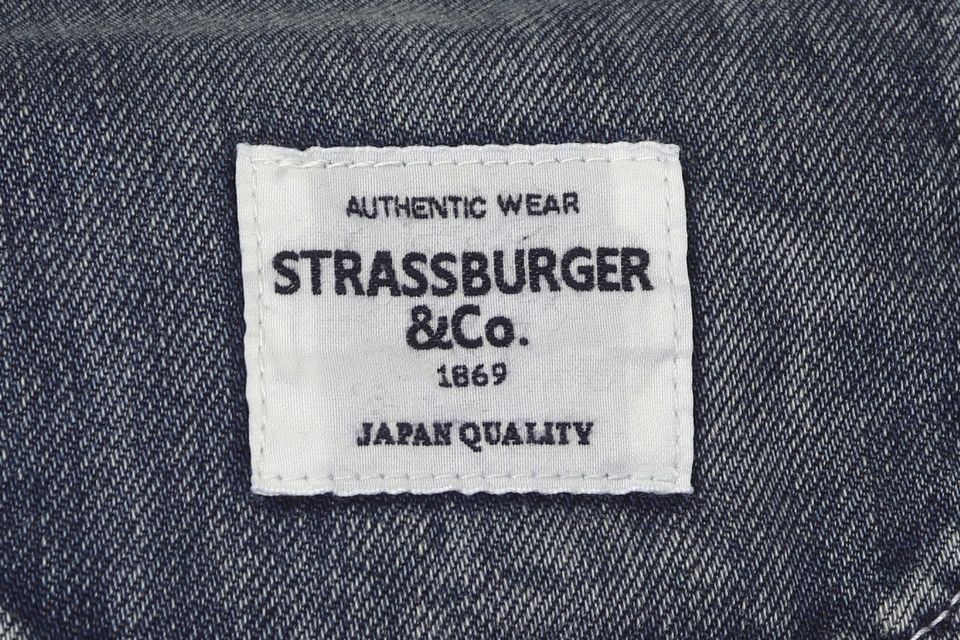 AUTHENTIC WEAR
STRASSBURGER
&Co.
1869
JAPAN QUALITY